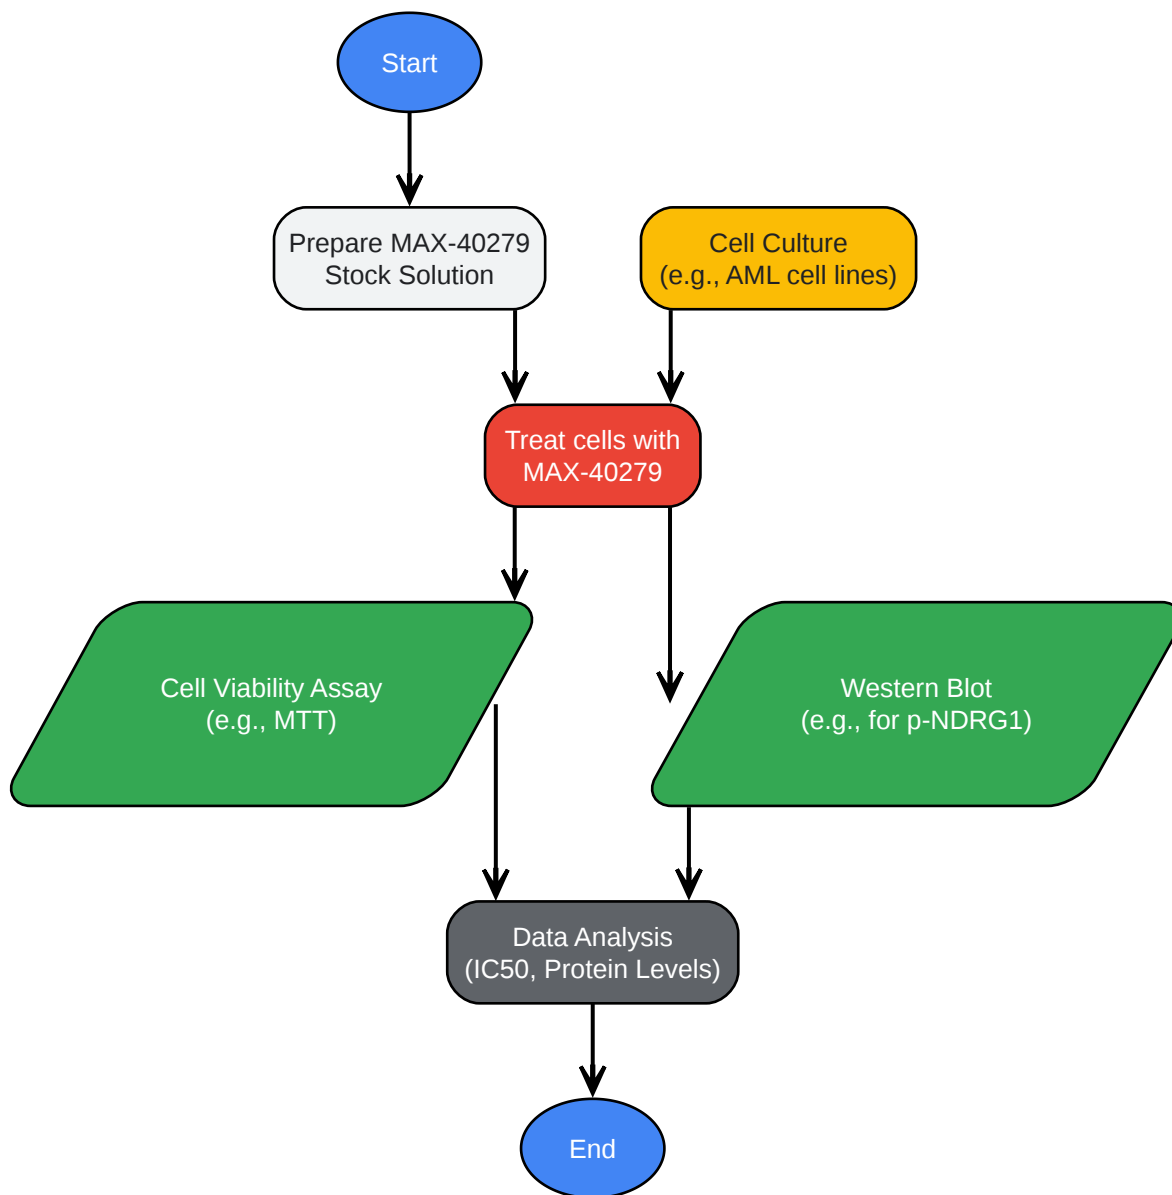 Start
Prepare MAX-40279
Stock Solution
Cell Culture
(e.g., AML cell lines)
Treat cells with
MAX-40279
Cell Viability Assay
(e.g., MTT)
Western Blot
(e.g., for p-NDRG1)
Data Analysis
(IC50, Protein Levels)
End